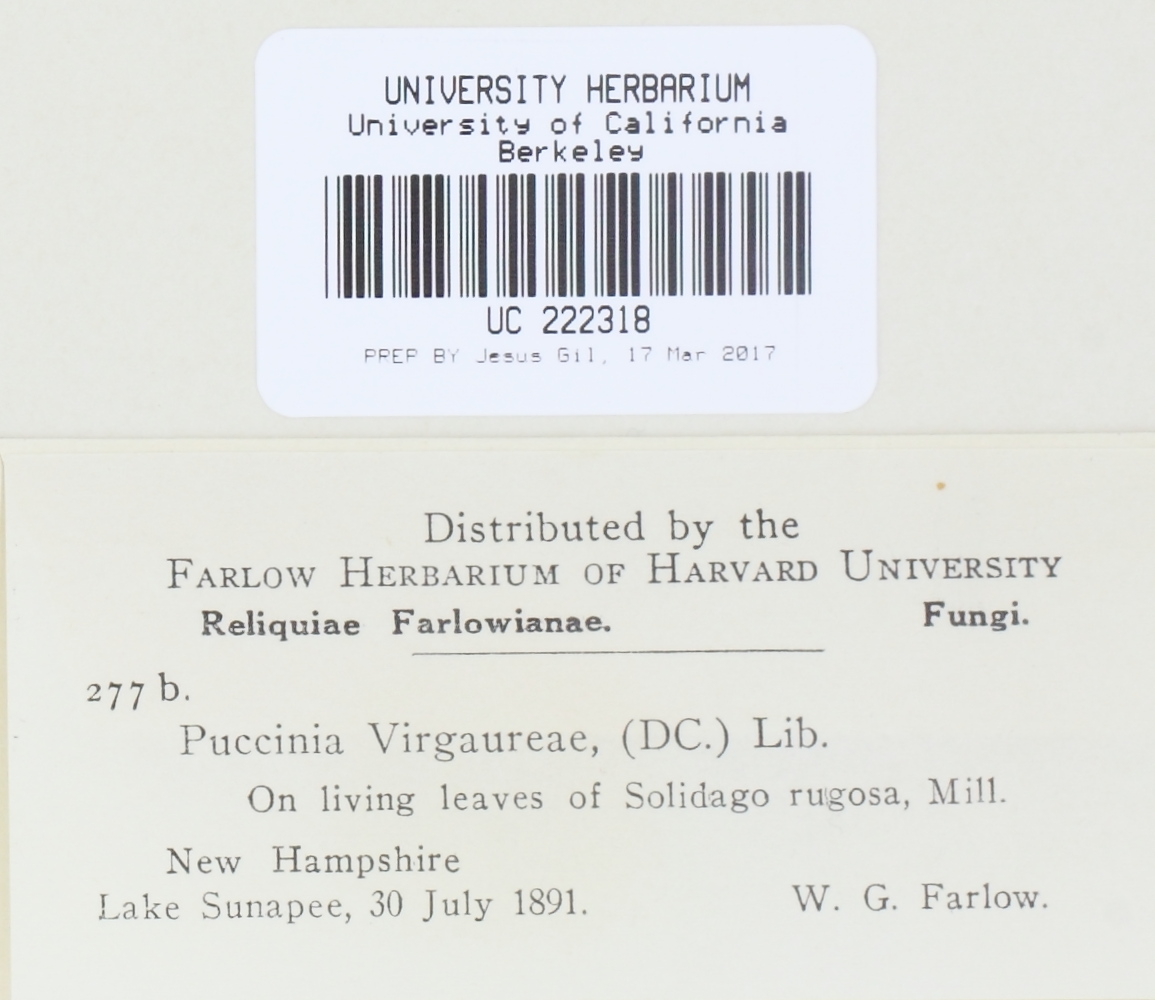 UNIVERSITY HERBARIUM
University of California
Berkeley
UC 222318
PREP BY Jesus Gil, 17 Mar 2017
Distributed by the
FARLOW HERBARIUM OF HARVARD UNIVERSITY
Reliquiae Farlowianae. Fungi.
277 b.
Puccinia Virgaureae, (DC.) Lib.
On living leaves of Solidago rugosa, Mill.
New Hampshire
Lake Sunapee, 30 July 1891. W. G. Farlow.